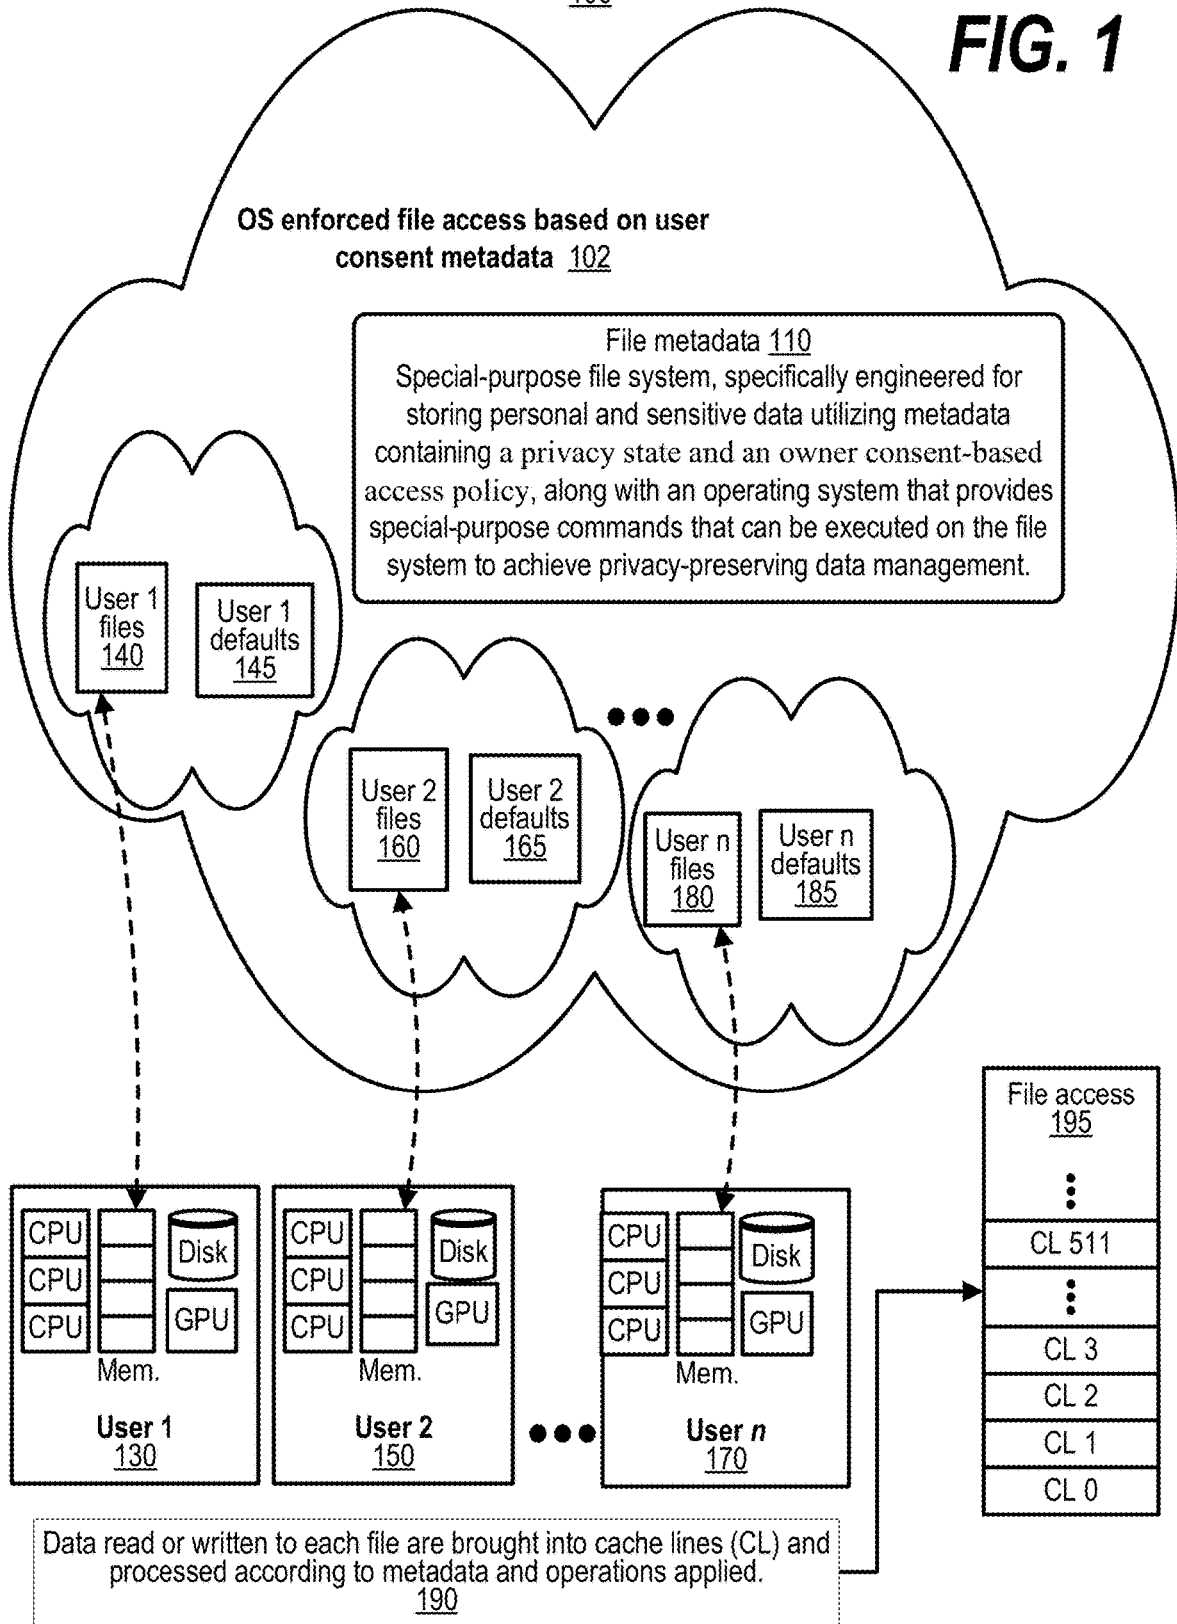 FIG. 1
OS enforced file access based on user
consent metadata 102
File metadata 110
Special-purpose file system, specifically engineered for
storing personal and sensitive data utilizing metadata
containing a privacy state and an owner consent-based
access policy, along with an operating system that provides
special-purpose commands that can be executed on the file
system to achieve privacy-preserving data management.
User 1
files
140
User 1
defaults
145
User 2
files
160
User 2
defaults
165
User n
files
180
User n
defaults
185
CPU
CPU
CPU
Mem.
Disk
GPU
User 1
130
CPU
CPU
CPU
Mem.
Disk
GPU
User 2
150
CPU
CPU
CPU
Mem.
Disk
GPU
User n
170
File access
195
CL 511
CL 3
CL 2
CL 1
CL 0
Data read or written to each file are brought into cache lines (CL) and
processed according to metadata and operations applied.
190